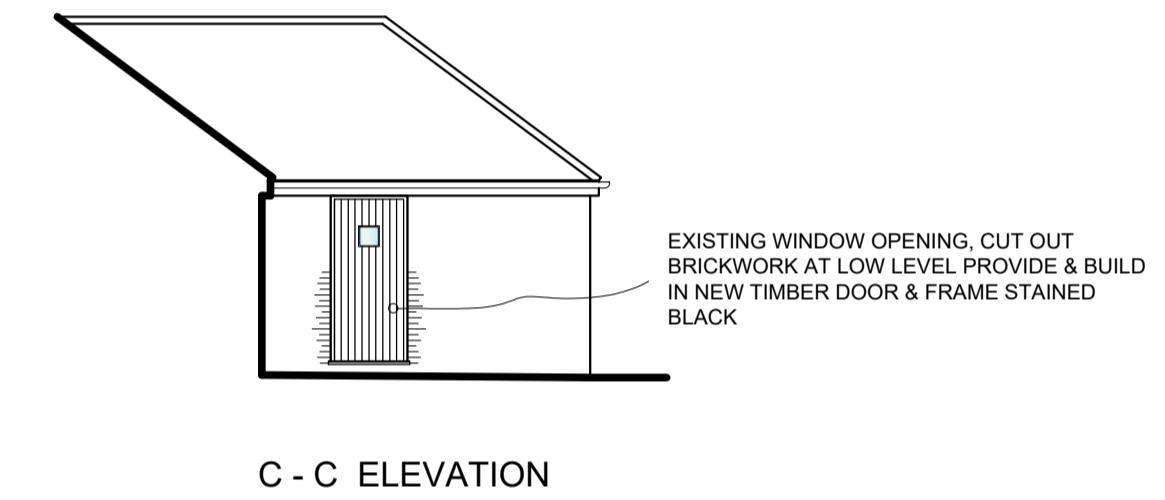 EXISTING WINDOW OPENING, CUT OUT
BRICKWORK AT LOW LEVEL PROVIDE & BUILD
IN NEW TIMBER DOOR & FRAME STAINED
BLACK
C - C ELEVATION